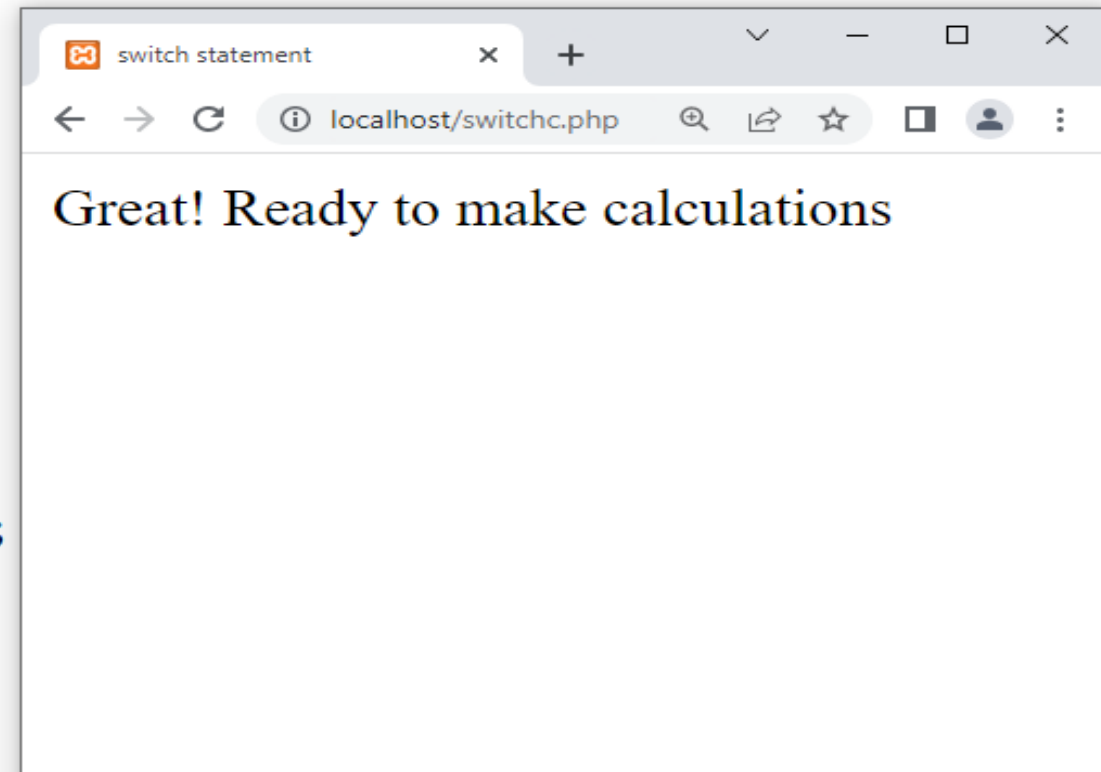 switch statement
localhost/switchc.php
Great! Ready to make calculations
s